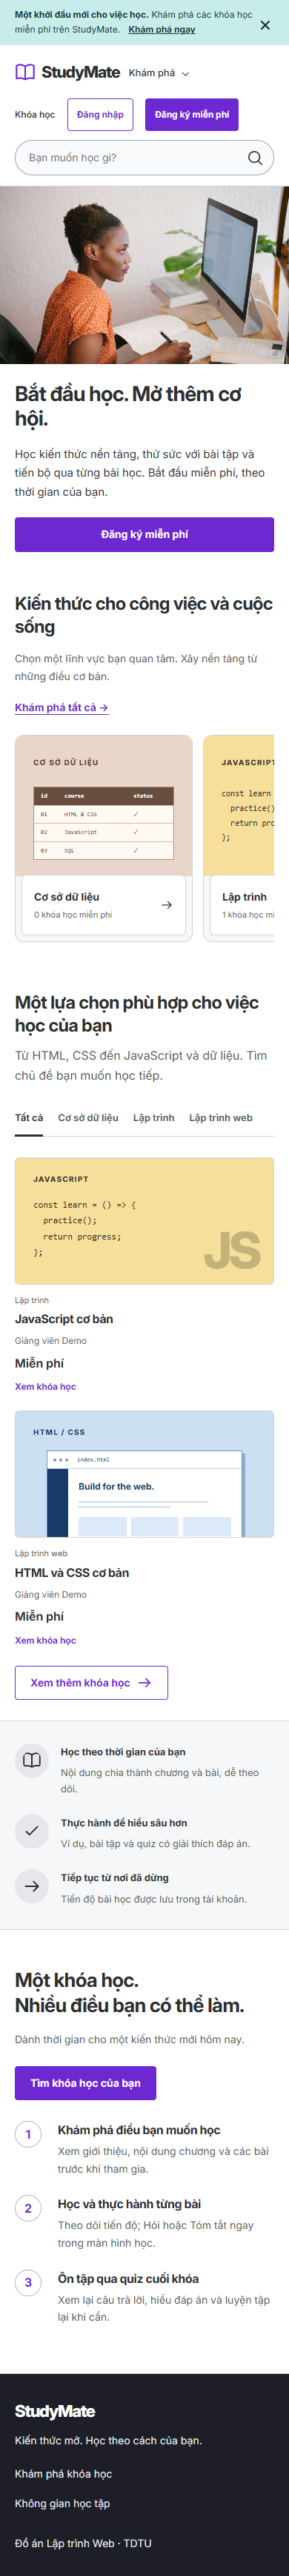 Một khởi đầu mới cho việc học. Khám phá các khóa học
miễn phí trên StudyMate. Khám phá ngay
StudyMate Khám phá
Khóa học Đăng nhập Đăng ký miễn phí
Bạn muốn học gì?
Bắt đầu học. Mở thêm cơ
hội.
Học kiến thức nền tảng, thử sức với bài tập và
tiến bộ qua từng bài học. Bắt đầu miễn phí, theo
thời gian của bạn.
Đăng ký miễn phí
Kiến thức cho công việc và cuộc
sống
Chọn một lĩnh vực bạn quan tâm. Xây nền tảng từ
những điều cơ bản.
Khám phá tất cả →
CƠ SỞ DỮ LIỆU
id course status
01 HTML & CSS ✓
02 JavaScript ✓
03 SQL ✓
Cơ sở dữ liệu
0 khóa học miễn phí
JAVASCRIPT
const learn
practice()
return pro
};
Lập trình
1 khóa học mi
Một lựa chọn phù hợp cho việc
học của bạn
Từ HTML, CSS đến JavaScript và dữ liệu. Tìm
chủ đề bạn muốn học tiếp.
Tất cả Cơ sở dữ liệu Lập trình Lập trình web
JAVASCRIPT
const learn = () => {
practice();
return progress;
};
JS
Lập trình
JavaScript cơ bản
Giảng viên Demo
Miễn phí
Xem khóa học
HTML / CSS
index.html
Build for the web.
Lập trình web
HTML và CSS cơ bản
Giảng viên Demo
Miễn phí
Xem khóa học
Xem thêm khóa học →
Học theo thời gian của bạn
Nội dung chia thành chương và bài, dễ theo
dõi.
Thực hành để hiểu sâu hơn
Ví dụ, bài tập và quiz có giải thích đáp án.
Tiếp tục từ nơi đã dừng
Tiến độ bài học được lưu trong tài khoản.
Một khóa học.
Nhiều điều bạn có thể làm.
Dành thời gian cho một kiến thức mới hôm nay.
Tìm khóa học của bạn
1 Khám phá điều bạn muốn học
Xem giới thiệu, nội dung chương và các bài
trước khi tham gia.
2 Học và thực hành từng bài
Theo dõi tiến độ; Hỏi hoặc Tóm tắt ngay
trong màn hình học.
3 Ôn tập qua quiz cuối khóa
Xem lại câu trả lời, hiểu đáp án và luyện tập
lại khi cần.
StudyMate
Kiến thức mở. Học theo cách của bạn.
Khám phá khóa học
Không gian học tập
Đồ án Lập trình Web · TDTU